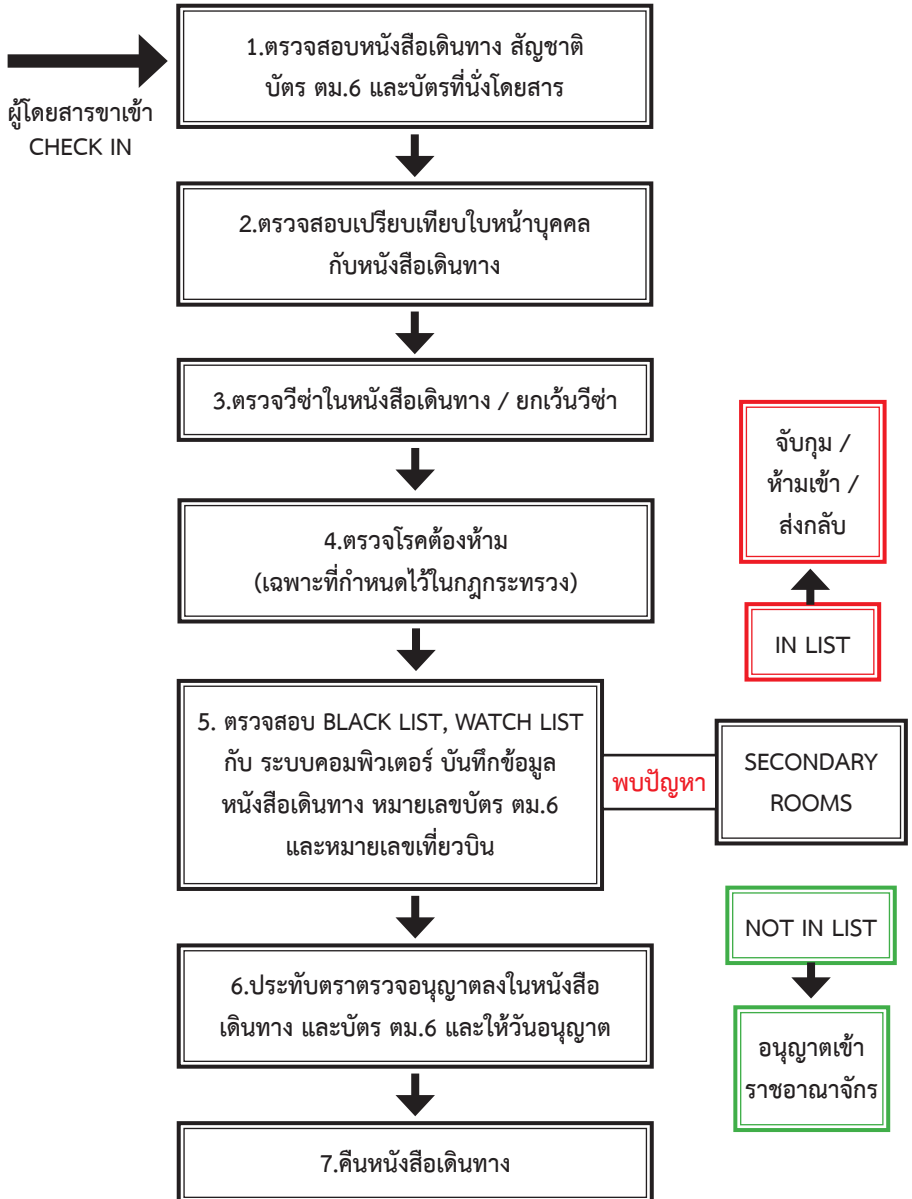 ผู้โดยสารขาเข้า
CHECK IN
1.ตรวจสอบหนังสือเดินทาง สัญชาติ
บัตร ตม.6 และบัตรที่นั่งโดยสาร
2.ตรวจสอบเปรียบเทียบใบหน้าบุคคล
กับหนังสือเดินทาง
3.ตรวจวีซ่าในหนังสือเดินทาง / ยกเว้นวีซ่า
4.ตรวจโรคต้องห้าม
(เฉพาะที่กำหนดไว้ในกฎกระทรวง)
5. ตรวจสอบ BLACK LIST, WATCH LIST
กับ ระบบคอมพิวเตอร์ บันทึกข้อมูล
หนังสือเดินทาง หมายเลขบัตร ตม.6
และหมายเลขเที่ยวบิน
พบปัญหา
SECONDARY
ROOMS
จับกุม /
ห้ามเข้า /
ส่งกลับ
IN LIST
NOT IN LIST
อนุญาตเข้า
ราชอาณาจักร
6.ประทับตราตรวจอนุญาตลงในหนังสือ
เดินทาง และบัตร ตม.6 และให้วันอนุญาต
7.คืนหนังสือเดินทาง